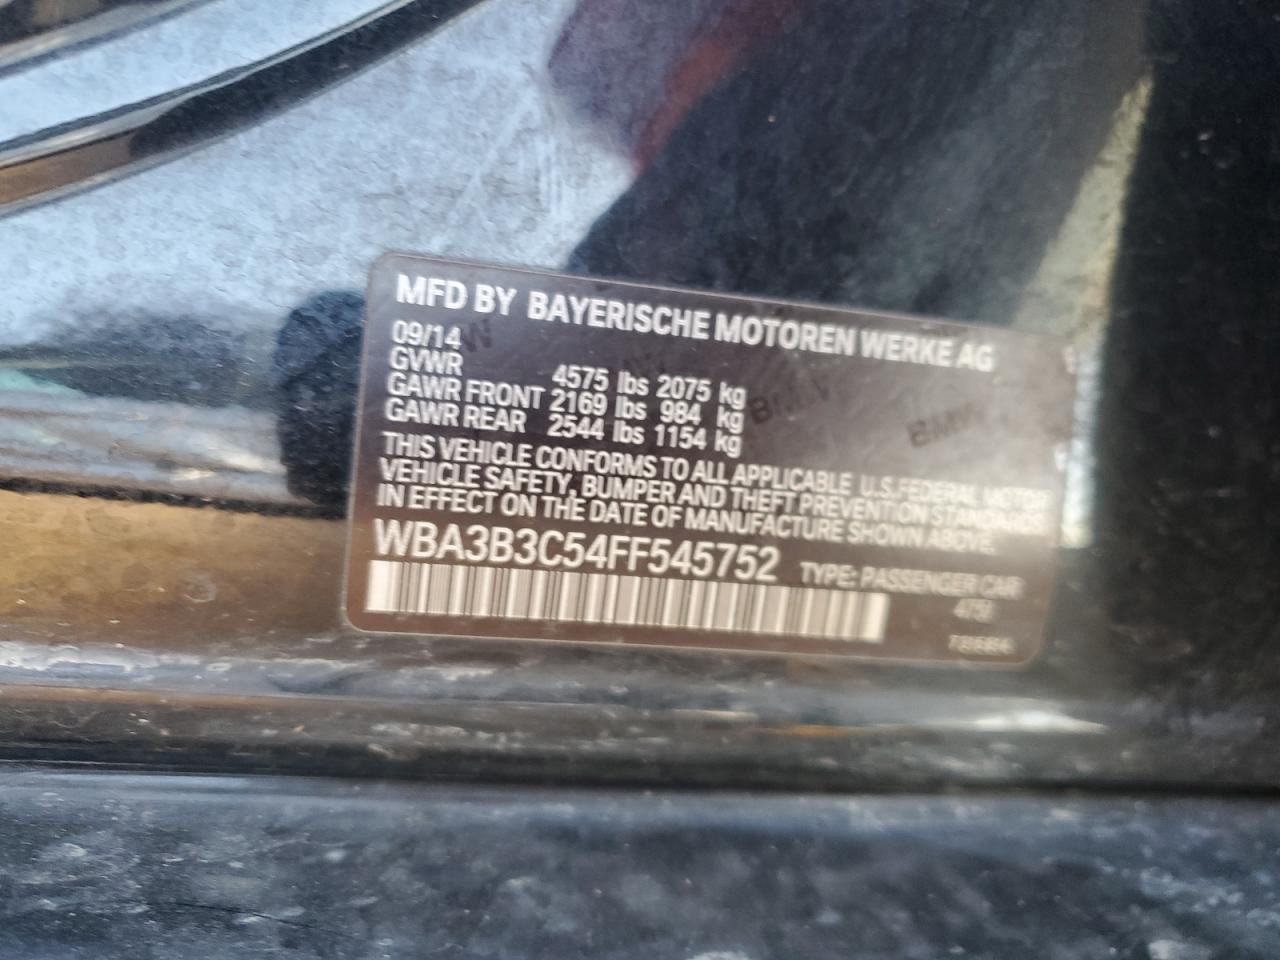 MFD BY BAYERISCHE MOTOREN WERKE AG
09/14
GVWR 4575 lbs 2075 kg
GAWR FRONT 2169 lbs 984 kg
GAWR REAR 2544 lbs 1154 kg
THIS VEHICLE CONFORMS TO ALL APPLICABLE U.S.FEDERAL MOTOR
VEHICLE SAFETY, BUMPER AND THEFT PREVENTION STANDARDS
IN EFFECT ON THE DATE OF MANUFACTURE SHOWN ABOVE.
WBA3B3C54FF545752 TYPE: PASSENGER CAR